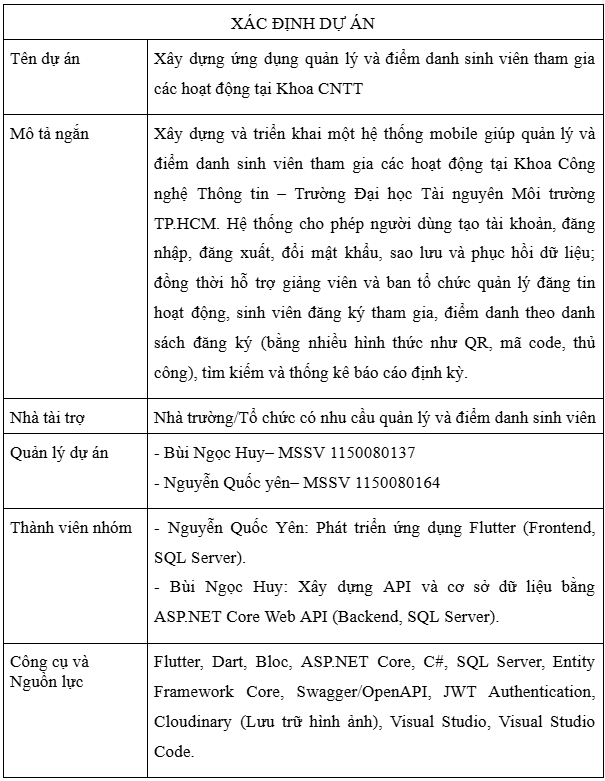 XÁC ĐỊNH DỰ ÁN
Tên dự án
Xây dựng ứng dụng quản lý và điểm danh sinh viên tham gia
các hoạt động tại Khoa CNTT
Mô tả ngắn
Xây dựng và triển khai một hệ thống mobile giúp quản lý và
điểm danh sinh viên tham gia các hoạt động tại Khoa Công
nghệ Thông tin – Trường Đại học Tài nguyên Môi trường
TP.HCM. Hệ thống cho phép người dùng tạo tài khoản, đăng
nhập, đăng xuất, đổi mật khẩu, sao lưu và phục hồi dữ liệu;
đồng thời hỗ trợ giảng viên và ban tổ chức quản lý đăng tin
hoạt động, sinh viên đăng ký tham gia, điểm danh theo danh
sách đăng ký (bằng nhiều hình thức như QR, mã code, thủ
công), tìm kiếm và thống kê báo cáo định kỳ.
Nhà tài trợ
Nhà trường/Tổ chức có nhu cầu quản lý và điểm danh sinh viên
Quản lý dự án
- Bùi Ngọc Huy– MSSV 1150080137
- Nguyễn Quốc yên– MSSV 1150080164
Thành viên nhóm
- Nguyễn Quốc Yên: Phát triển ứng dụng Flutter (Frontend,
SQL Server).
- Bùi Ngọc Huy: Xây dựng API và cơ sở dữ liệu bằng
ASP.NET Core Web API (Backend, SQL Server).
Công cụ và
Nguồn lực
Flutter, Dart, Bloc, ASP.NET Core, C#, SQL Server, Entity
Framework Core, Swagger/OpenAPI, JWT Authentication,
Cloudinary (Lưu trữ hình ảnh), Visual Studio, Visual Studio
Code.